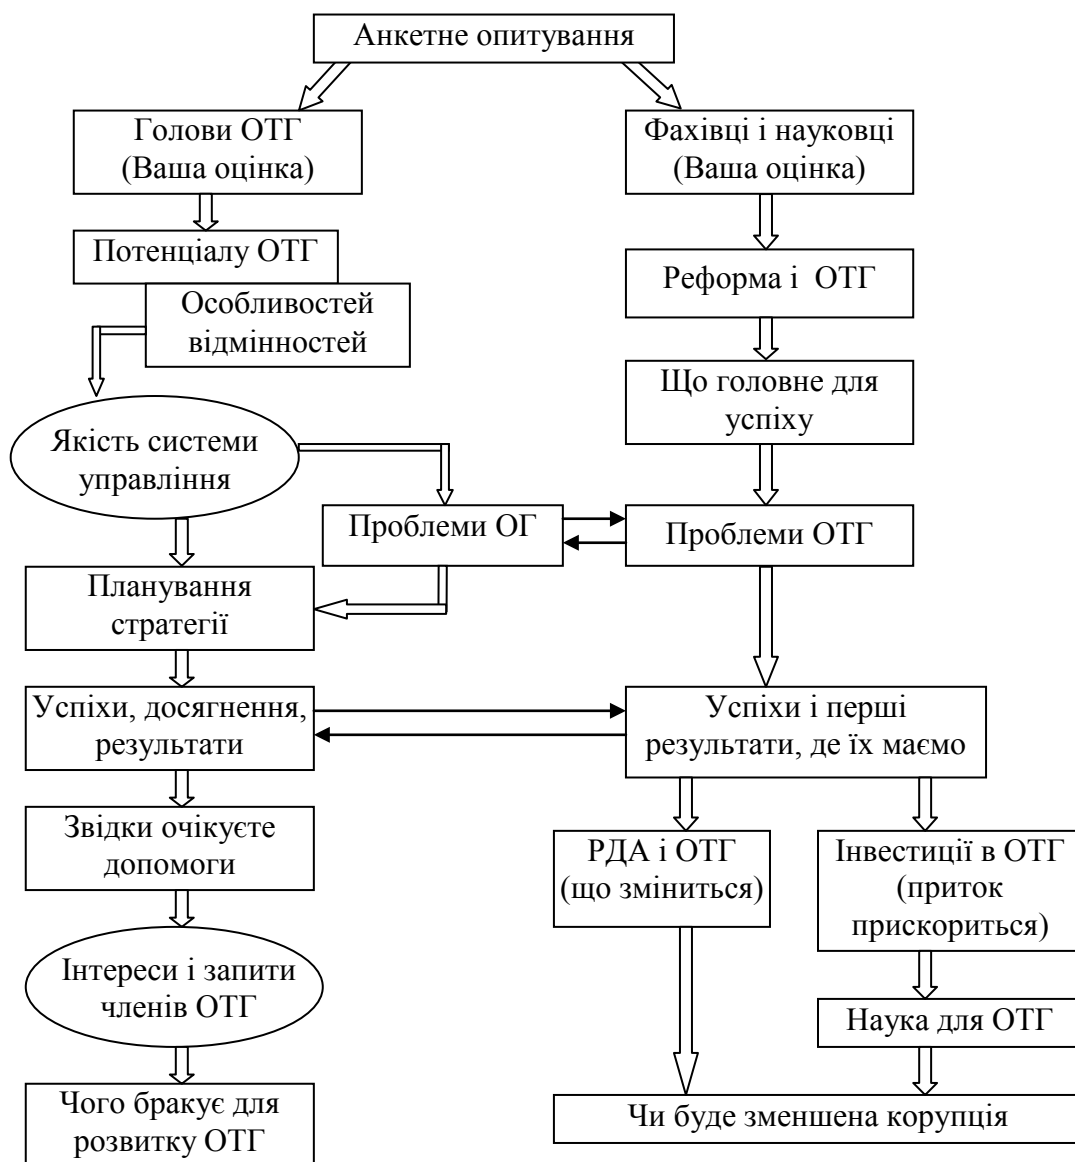 Анкетне опитування
Голови ОТГ
(Ваша оцінка)
Фахівці і науковці
(Ваша оцінка)
Потенціалу ОТГ
Особливостей
відмінностей
Реформа і ОТГ
Що головне для
успіху
Якість системи
управління
Проблеми ОГ
Проблеми ОТГ
Планування
стратегії
Успіхи, досягнення,
результати
Успіхи і перші
результати, де їх маємо
Звідки очікуєте
допомоги
РДА і ОТГ
(що зміниться)
Інвестиції в ОТГ
(приток
прискориться)
Інтереси і запити
членів ОТГ
Наука для ОТГ
Чого бракує для
розвитку ОТГ
Чи буде зменшена корупція